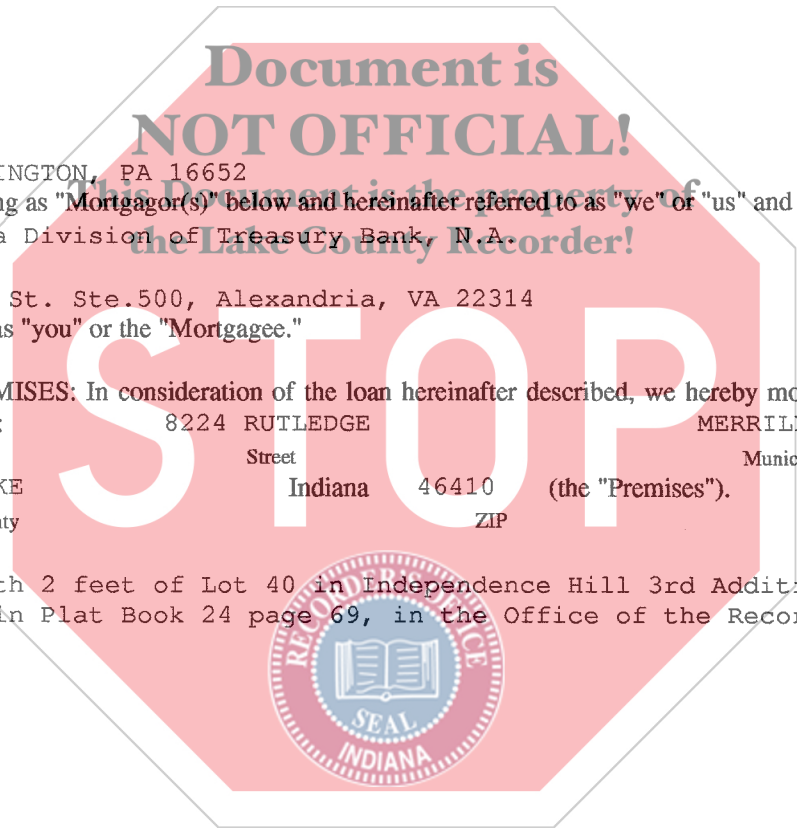 Document is
NOT OFFICIAL!
INGTON, PA 16652
This Document is the property of
ng as "Mortgagor(s)" below and hereinafter referred to as "we" or "us" and
a Division of Treasury Bank, N.A.
the Lake County Recorder!
St. Ste.500, Alexandria, VA 22314
as "you" or the "Mortgagee."
STOP
MISES: In consideration of the loan hereinafter described, we hereby mo
: 8224 RUTLEDGE MERRILL
Street Munic
KE Indiana 46410 (the "Premises").
nty ZIP
th 2 feet of Lot 40 in Independence Hill 3rd Addit
in Plat Book 24 page 69, in the Office of the Recor
RECORDER'S OFFICE
SEAL
INDIANA